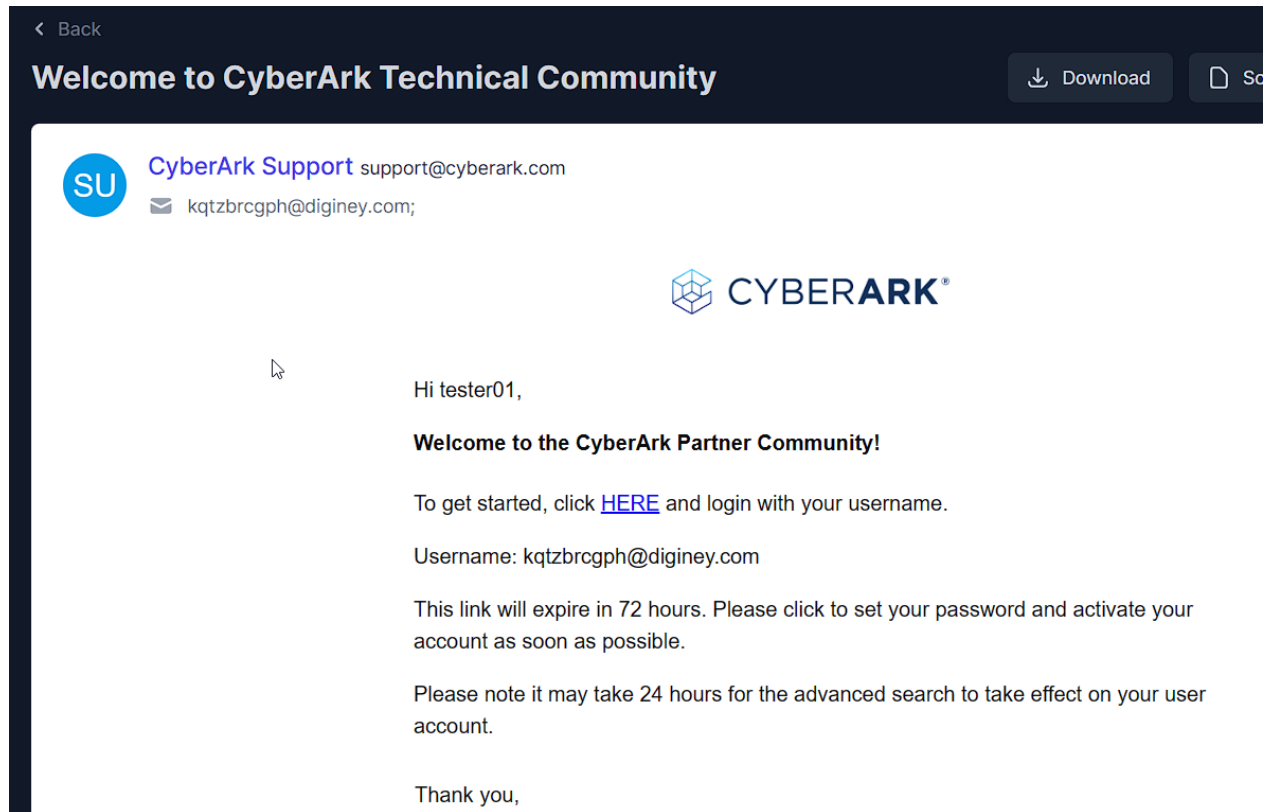 Back
Welcome to CyberArk Technical Community
Download
SU
CyberArk Support support@cyberark.com
kqtzbrcgph@diginey.com;
CYBERARK®
Hi tester01,
Welcome to the CyberArk Partner Community!
To get started, click HERE and login with your username.
Username: kqtzbrcgph@diginey.com
This link will expire in 72 hours. Please click to set your password and activate your
account as soon as possible.
Please note it may take 24 hours for the advanced search to take effect on your user
account.
Thank you,